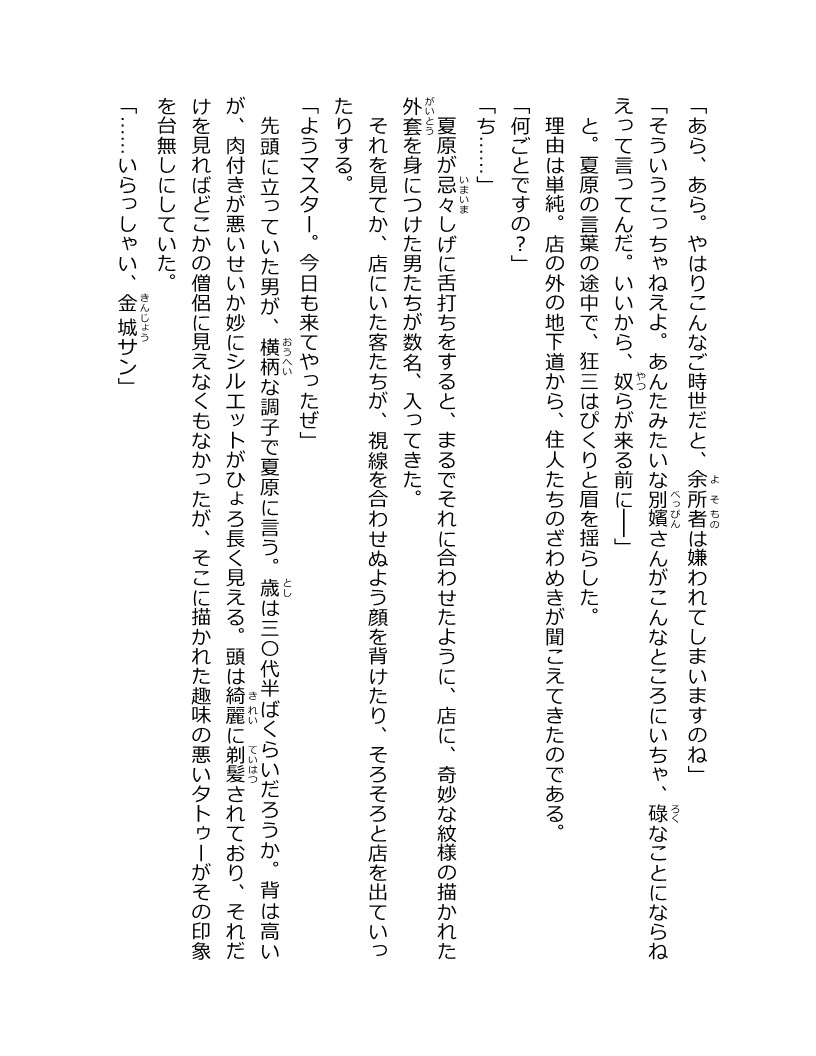 「あら、あら。やはりこんなご時世だと、余所者は嫌われてしまいますのね」
「そういうこっちゃねえよ。あんたみたいな別嬪さんがこんなところにいちゃ、碌なことにならね
えって言ってんだ。いいから、奴らが来る前に――」
と。夏原の言葉の途中で、狂三はぴくりと眉を揺らした。
理由は単純。店の外の地下道から、住人たちのざわめきが聞こえてきたのである。
「何ごとですの？」
「ち……」
夏原が忌々しげに舌打ちをすると、まるでそれに合わせたように、店に、奇妙な紋様の描かれた
外套を身につけた男たちが数名、入ってきた。
それを見てか、店にいた客たちが、視線を合わせぬよう顔を背けたり、そろそろと店を出ていっ
たりする。
「ようマスター。今日も来てやったぜ」
先頭に立っていた男が、横柄な調子で夏原に言う。歳は三〇代半ばくらいだろうか。背は高い
が、肉付きが悪いせいか妙にシルエットがひょろ長く見える。頭は綺麗に剃髪されており、それだ
けを見ればどこかの僧侶に見えなくもなかったが、そこに描かれた趣味の悪いタトゥーがその印象
を台無しにしていた。
「……いらっしゃい、金城サン」